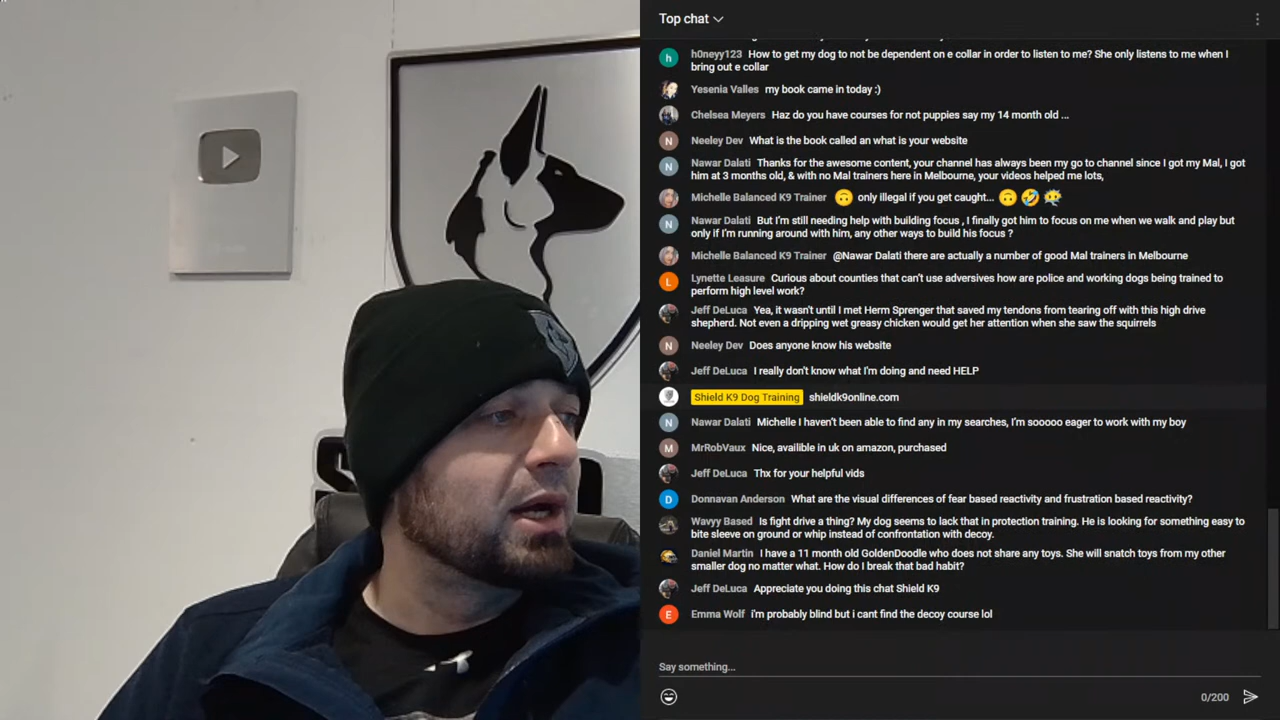 Top chat
h0neyy123 How to get my dog to not be dependent on e collar in order to listen to me? She only listens to me when I
bring out e collar
Yesenia Valles my book came in today :)
Chelsea Meyers Haz do you have courses for not puppies say my 14 month old ...
Neeley Dev What is the book called an what is your website
Nawar Dalati Thanks for the awesome content, your channel has always been my go to channel since I got my Mal, I got
him at 3 months old, & with no Mal trainers here in Melbourne, your videos helped me lots,
Michelle Balanced K9 Trainer 🙃 only illegal if you get caught... 🙃 🤣
Nawar Dalati But I'm still needing help with building focus , I finally got him to focus on me when we walk and play but
only if I'm running around with him, any other ways to build his focus ?
Michelle Balanced K9 Trainer @Nawar Dalati there are actually a number of good Mal trainers in Melbourne
Lynette Leasure Curious about counties that can't use adversives how are police and working dogs being trained to
perform high level work?
Jeff DeLuca Yea, it wasn't until I met Herm Sprenger that saved my tendons from tearing off with this high drive
shepherd. Not even a dripping wet greasy chicken would get her attention when she saw the squirrels
Neeley Dev Does anyone know his website
Jeff DeLuca I really don't know what I'm doing and need HELP
Shield K9 Dog Training shieldk9online.com
Nawar Dalati Michelle I haven't been able to find any in my searches, I'm sooooo eager to work with my boy
MrRobVaux Nice, availible in uk on amazon, purchased
Jeff DeLuca Thx for your helpful vids
Donnavan Anderson What are the visual differences of fear based reactivity and frustration based reactivity?
Wavyy Based Is fight drive a thing? My dog seems to lack that in protection training. He is looking for something easy to
bite sleeve on ground or whip instead of confrontation with decoy.
Daniel Martin I have a 11 month old GoldenDoodle who does not share any toys. She will snatch toys from my other
smaller dog no matter what. How do I break that bad habit?
Jeff DeLuca Appreciate you doing this chat Shield K9
Emma Wolf i'm probably blind but i cant find the decoy course lol
Say something...
0/200